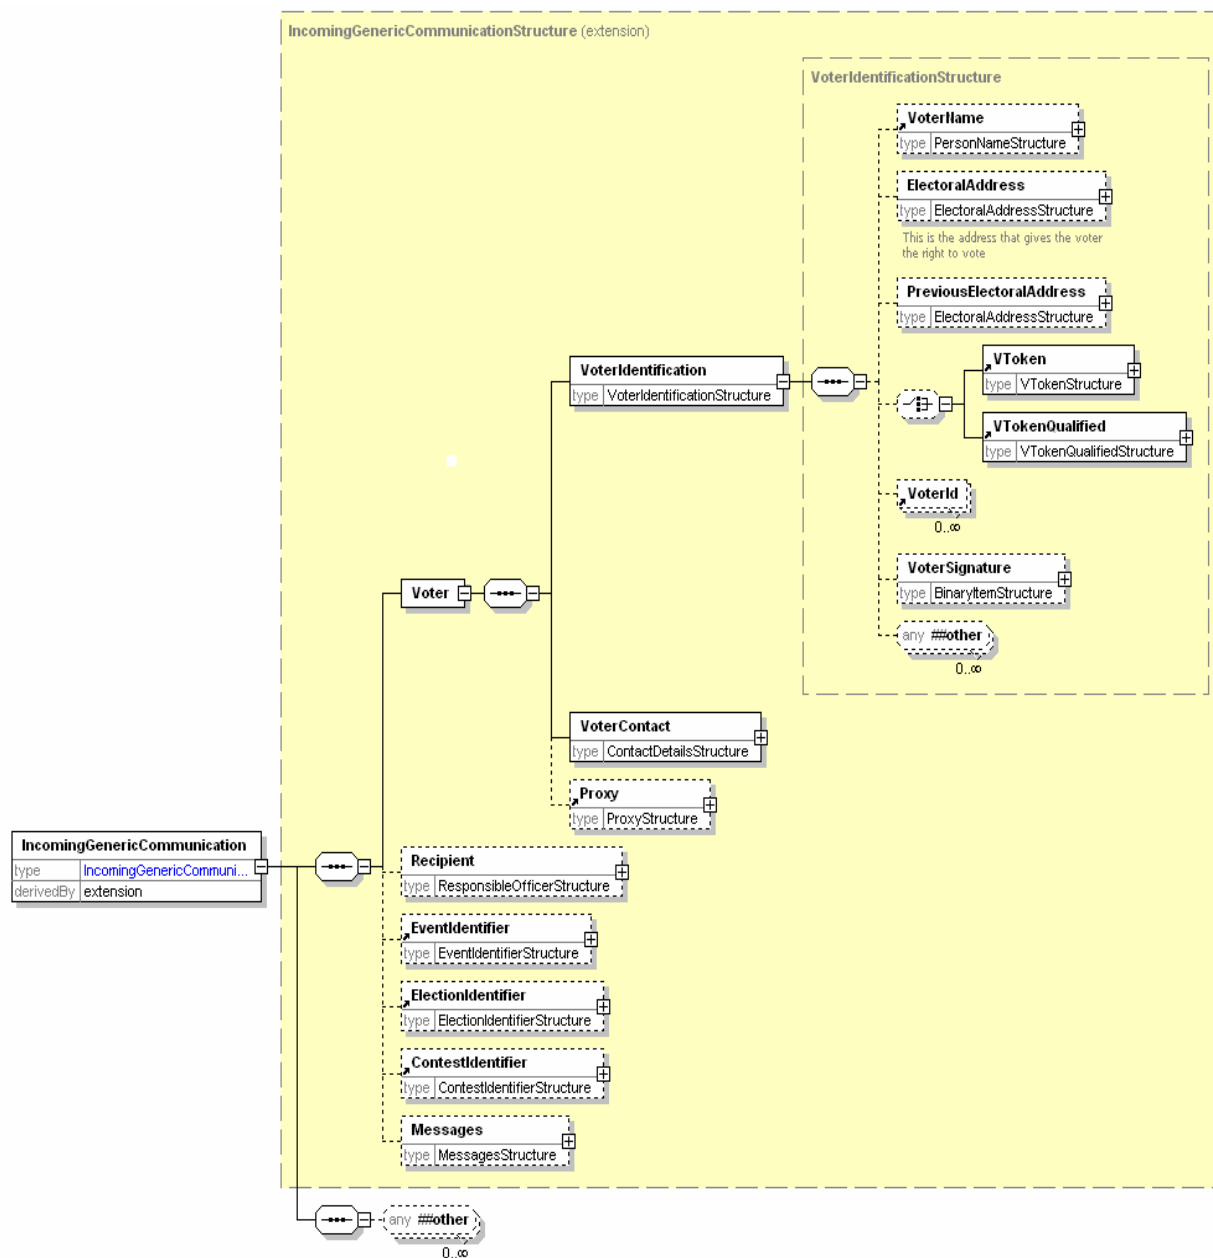 IncomingGenericCommunicationStructure (extension)
VoterIdentificationStructure
VoterName
type PersonNameStructure
ElectoralAddress
type ElectoralAddressStructure
This is the address that gives the voter
the right to vote
PreviousElectoralAddress
type ElectoralAddressStructure
VToken
type VTokenStructure
VoterIdentification
type VoterIdentificationStructure
VTokenQualified
type VTokenQualifiedStructure
VoterId
0..∞
VoterSignature
type BinaryItemStructure
Voter
any ##other
0..∞
VoterContact
type ContactDetailsStructure
Proxy
type ProxyStructure
IncomingGenericCommunication
type IncomingGenericCommuni...
derivedBy extension
Recipient
type ResponsibleOfficerStructure
EventIdentifier
type EventIdentifierStructure
ElectionIdentifier
type ElectionIdentifierStructure
ContestIdentifier
type ContestIdentifierStructure
Messages
type MessagesStructure
any ##other
0..∞